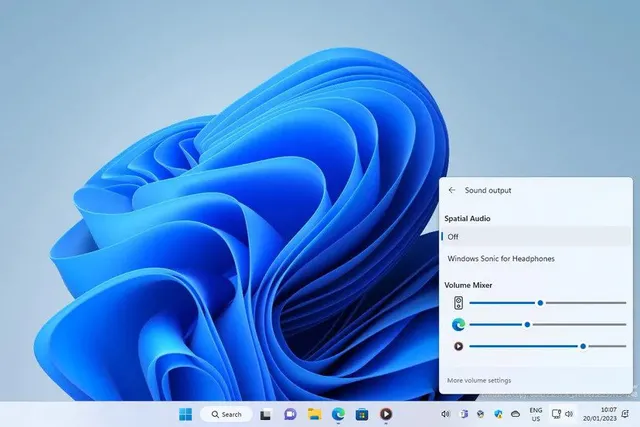 Sound output
Spatial Audio
Off
Windows Sonic for Headphones
Volume Mixer
More volume settings
Search
ENG
US
10:07
20/01/2023